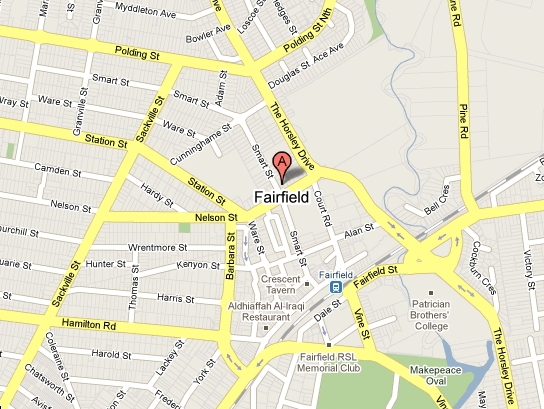 Myddleton Ave
Bowler Ave
Loscoe St
Polding St
Polding St Nth
Ace Ave
Douglas St
Pine Rd
Smart St
Adam St
Smart St
Granville St
Ware St
Sackville St
Ware St
Cunninghame St
The Horsley Drive
Pine Rd
Station St
Smart St
A
Camden St
Hardy St
Station St
Fairfield
Court Rd
Bell Cres
Nelson St
Nelson St
Ware St
Smart St
Alan St
Wrentmore St
Barbara St
Hunter St
Kenyon St
Thomas St
Sackville St
Crescent
Tavern
Fairfield
Fairfield St
Cockburn Cres
Victory St
Harris St
Aldhiaffah Al-Iraqi
Restaurant
Dale St
Vine St
Patrician
Brothers'
College
Hamilton Rd
The Horsley Drive
Coleraine St
Harold St
Lackey St
York St
Fairfield RSL
Memorial Club
Makepeace
Oval
Chatsworth St